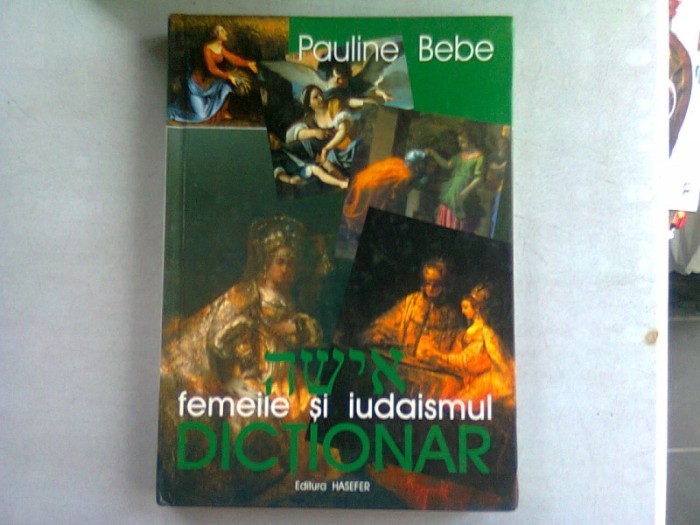 Pauline Bebe
אישה
femeile și iudaismul
DICȚIONAR
Editura HASEFER